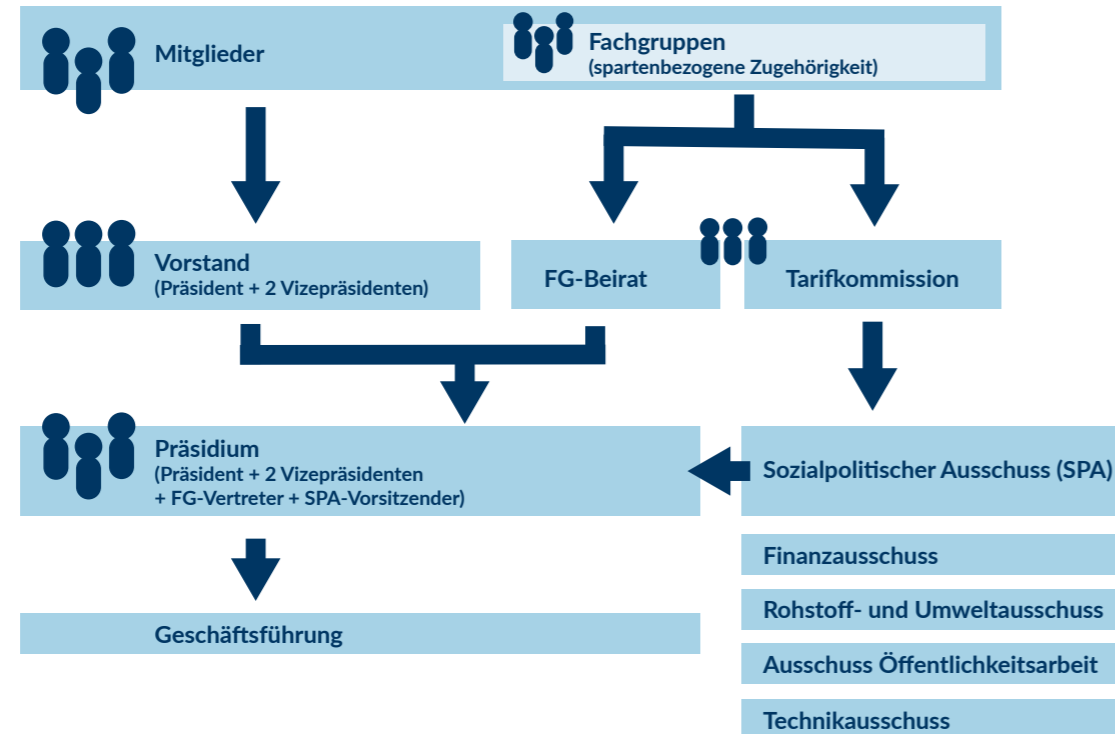 Mitglieder
Fachgruppen
(spartenbezogene Zugehörigkeit)
Vorstand
(Präsident + 2 Vizepräsidenten)
FG-Beirat
Tarifkommission
Präsidium
(Präsident + 2 Vizepräsidenten
+ FG-Vertreter + SPA-Vorsitzender)
Sozialpolitischer Ausschuss (SPA)
Finanzausschuss
Rohstoff- und Umweltausschuss
Geschäftsführung
Ausschuss Öffentlichkeitsarbeit
Technikausschuss